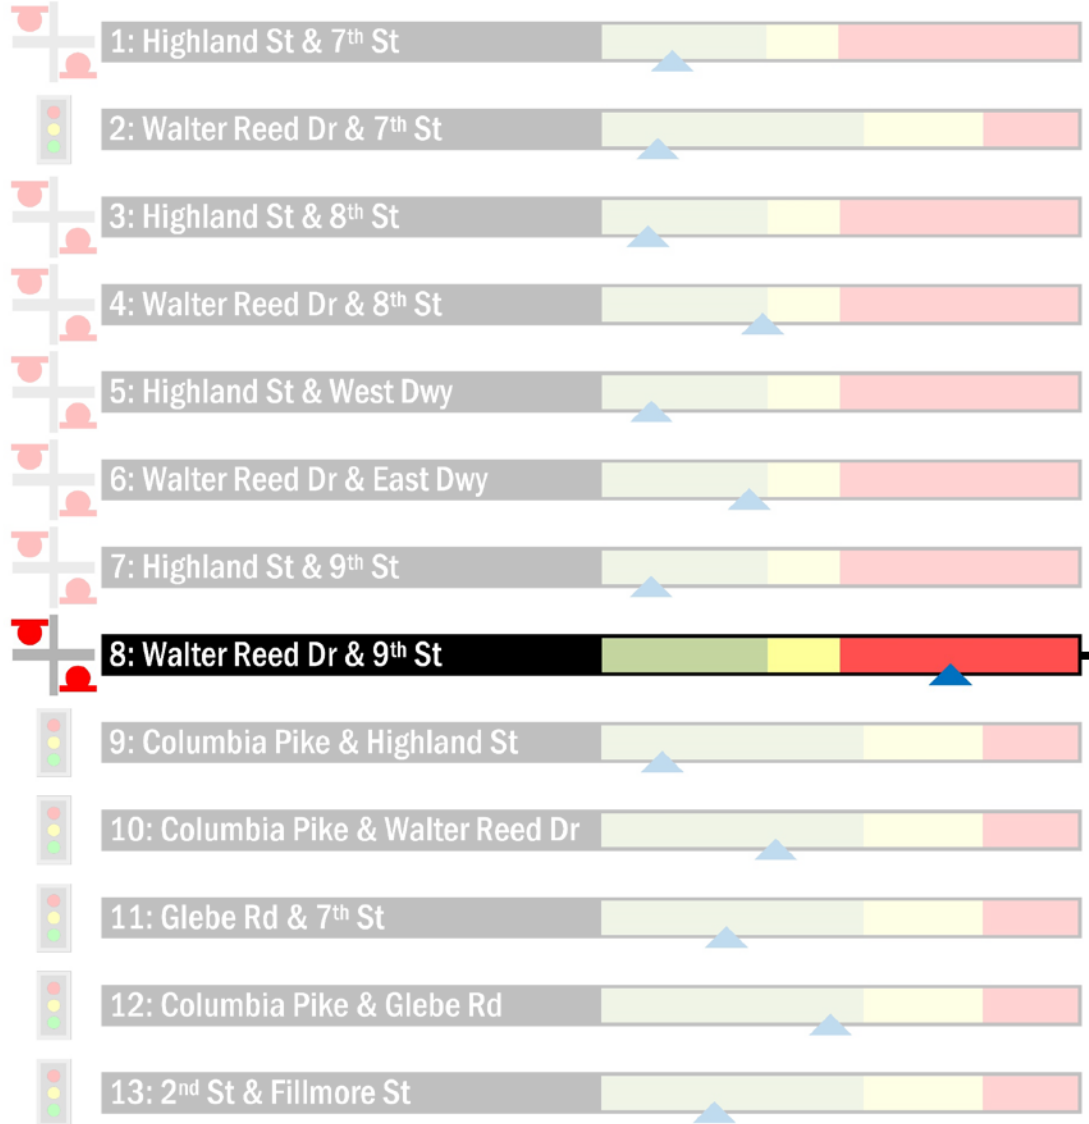 1: Highland St & 7th St
2: Walter Reed Dr & 7th St
3: Highland St & 8th St
4: Walter Reed Dr & 8th St
5: Highland St & West Dwy
6: Walter Reed Dr & East Dwy
7: Highland St & 9th St
8: Walter Reed Dr & 9th St
9: Columbia Pike & Highland St
10: Columbia Pike & Walter Reed Dr
11: Glebe Rd & 7th St
12: Columbia Pike & Glebe Rd
13: 2nd St & Fillmore St